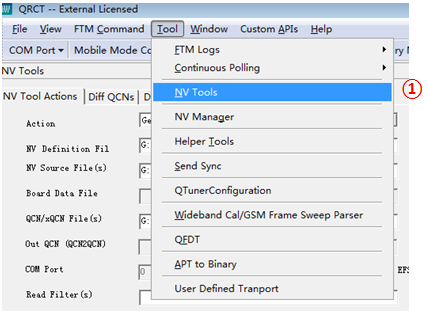 QRCT -- External Licensed
File View FTM Command Tool Window Custom APIs Help
COM Port Mobile Mode Co
NV Tools
NV Tool Actions Diff QCNs D
Action Ge
NV Definition Fil G:
NV Source File(s) G:
Board Data File
QCN/xQCN File(s) G:
Out QCN (QCN2QCN)
COM Port 0 EFS
Read Filter(s)
FTM Logs
Continuous Polling
NV Tools
①
NV Manager
Helper Tools
Send Sync
QTunerConfiguration
Wideband Cal/GSM Frame Sweep Parser
QFDT
APT to Binary
User Defined Tranport